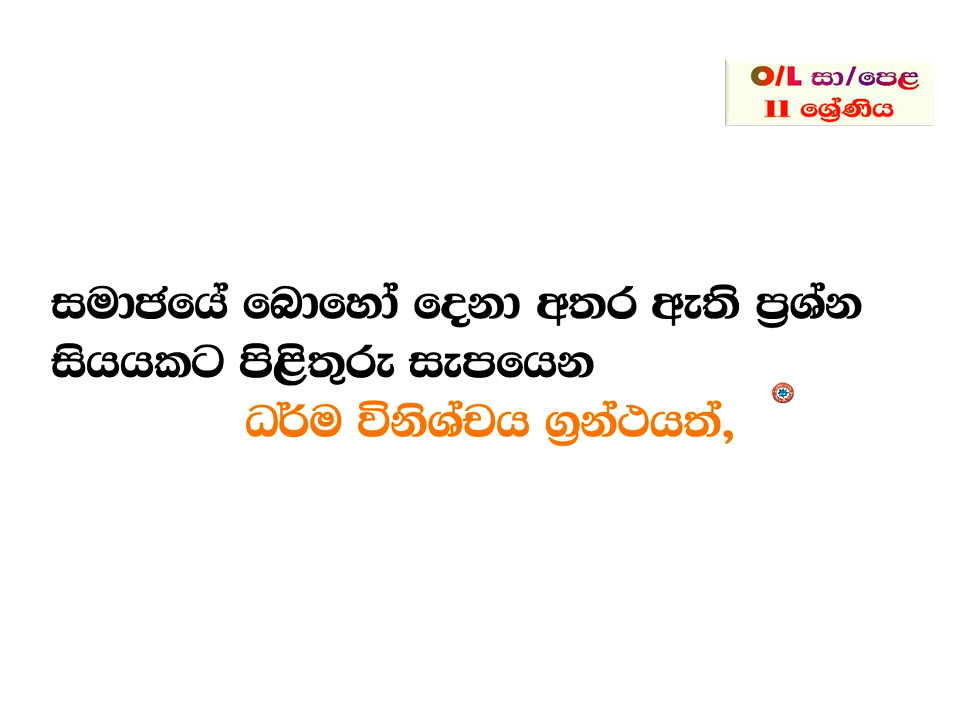 O/L සා/පෙළ
11 ශ්‍රේණිය
සමාජයේ බොහෝ දෙනා අතර ඇති ප්‍රශ්න
සියයකට පිළිතුරු සැපයෙන
ධර්ම විනිශ්චය ග්‍රන්ථයත්,